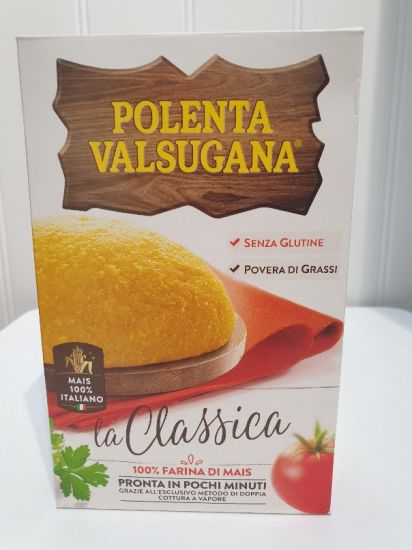 POLENTA
VALSUGANA®
✔ SENZA GLUTINE
✔ POVERA DI GRASSI
MAIS
100%
ITALIANO
la Classica
100% FARINA DI MAIS
PRONTA IN POCHI MINUTI
GRAZIE ALL'ESCLUSIVO METODO DI DOPPIA
COTTURA A VAPORE